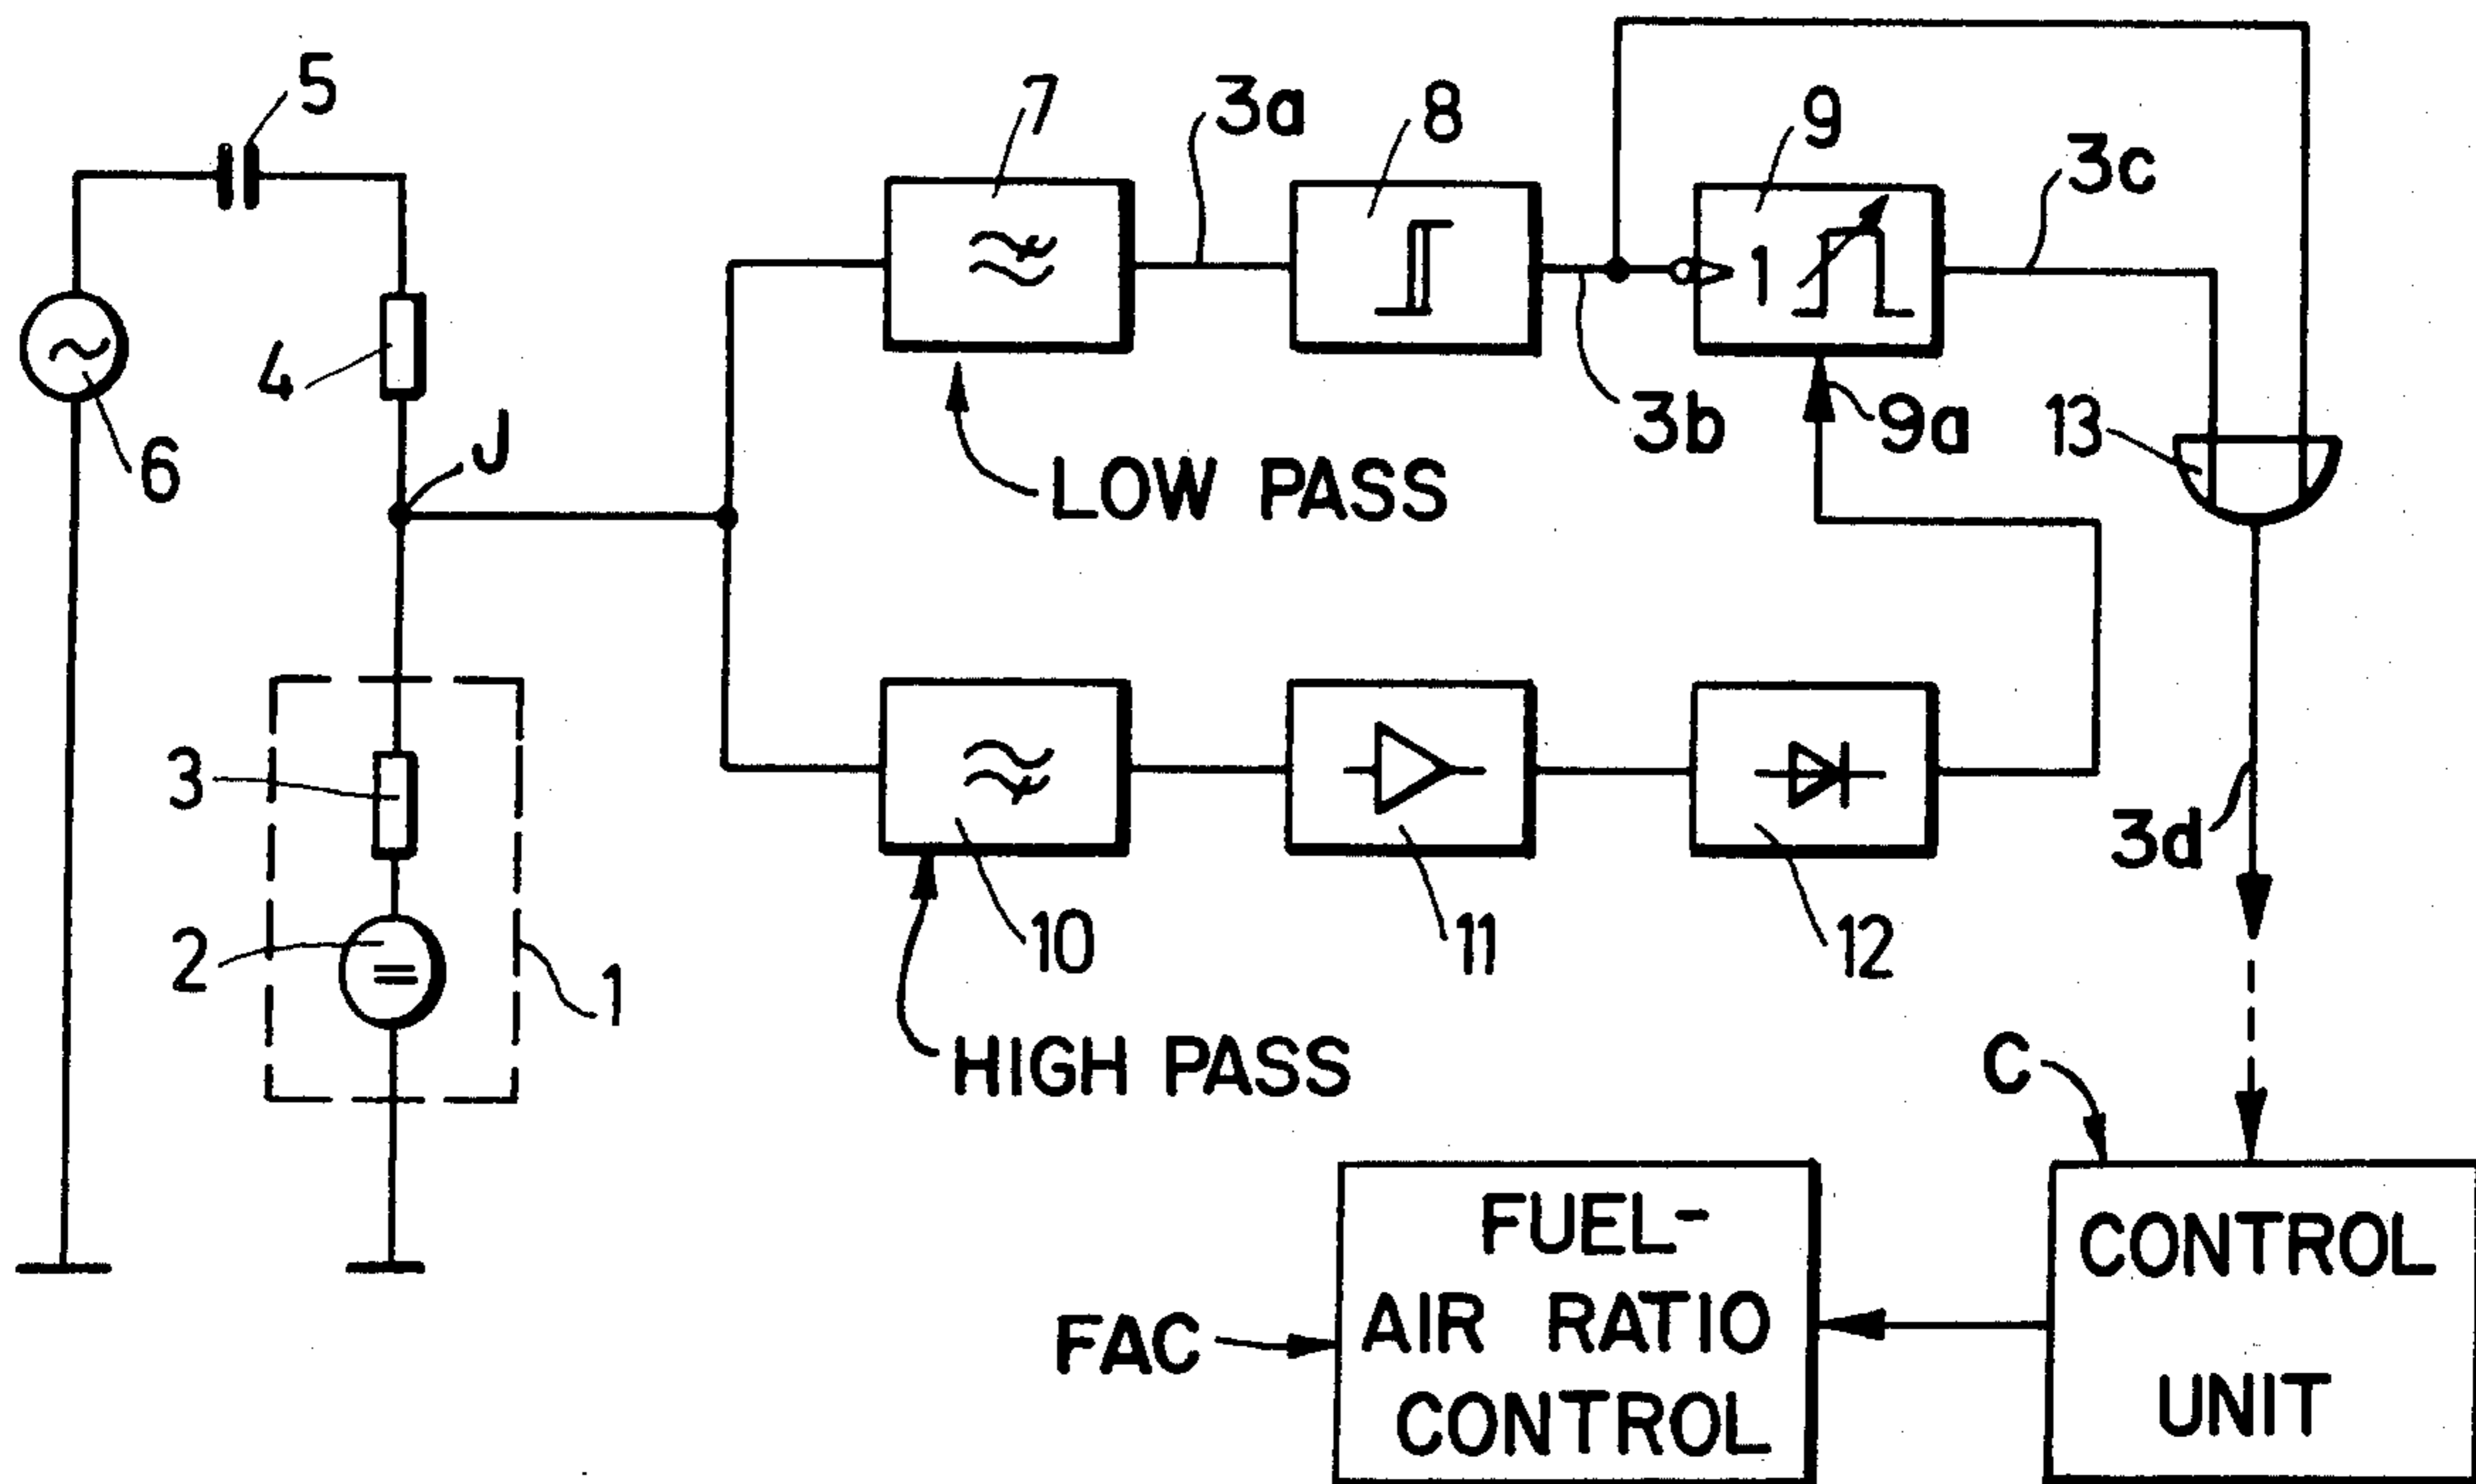 5
7
3a
8
9
3c
4
6
J
LOW PASS
3b
9a
13
3
2
1
10
11
12
3d
HIGH PASS
C
FUEL-
AIR RATIO
CONTROL
FAC
CONTROL
UNIT
1